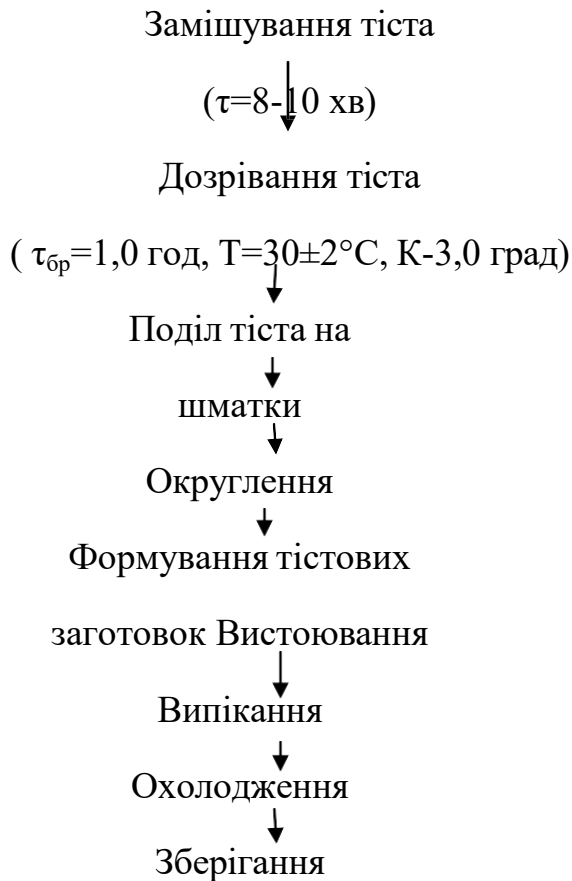 Замішування тіста
(τ=8-10 хв)
Дозрівання тіста
( τбр=1,0 год, Т=30±2°С, К-3,0 град)
Поділ тіста на
шматки
Округлення
Формування тістових
заготовок Вистоювання
Випікання
Охолодження
Зберігання